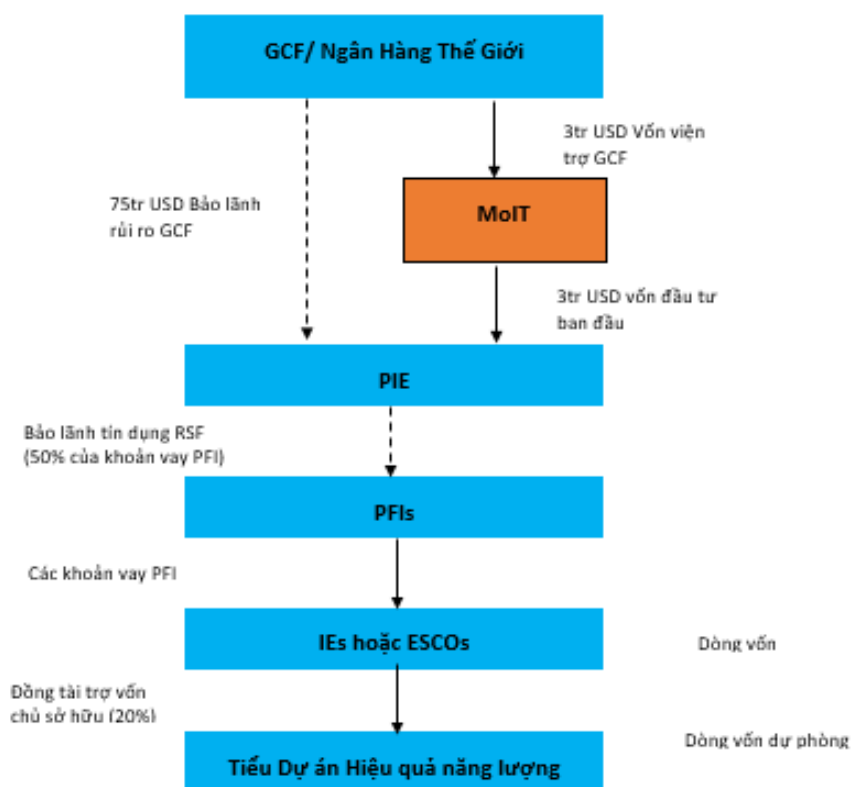 GCF/ Ngân Hàng Thế Giới
3tr USD Vốn viện
trợ GCF
75tr USD Bảo lãnh
rủi ro GCF
MoIT
3tr USD vốn đầu tư
ban đầu
PIE
Bảo lãnh tín dụng RSF
(50% của khoản vay PFI)
PFIs
Các khoản vay PFI
IEs hoặc ESCOs
Dòng vốn
Đồng tài trợ vốn
chủ sở hữu (20%)
Dòng vốn dự phòng
Tiểu Dự án Hiệu quả năng lượng